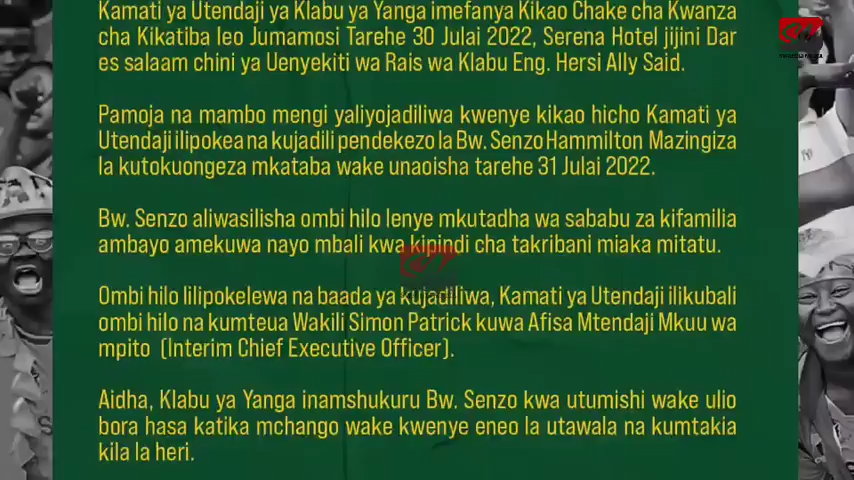 Kamati ya Utendaji ya Klabu ya Yanga imefanya Kikao Chake cha Kwanza
cha Kikatiba leo Jumamosi Tarehe 30 Julai 2022, Serena Hotel jijini Dar
es salaam chini ya Uenyekiti wa Rais wa Klabu Eng. Hersi Ally Said.
Pamoja na mambo mengi yaliyojadiliwa kwenye kikao hicho Kamati ya
Utendaji ilipokea na kujadili pendekezo la Bw. Senzo Hammilton Mazingiza
la kutokuongeza mkataba wake unaoisha tarehe 31 Julai 2022.
Bw. Senzo aliwasilisha ombi hilo lenye mkutadha wa sababu za kifamilia
ambayo amekuwa nayo mbali kwa kipindi cha takribani miaka mitatu.
Ombi hilo lilipokelewa na baada ya kujadiliwa, Kamati ya Utendaji ilikubali
ombi hilo na kumteua Wakili Simon Patrick kuwa Afisa Mtendaji Mkuu wa
mpito (Interim Chief Executive Officer).
Aidha, Klabu ya Yanga inamshukuru Bw. Senzo kwa utumishi wake ulio
bora hasa katika mchango wake kwenye eneo la utawala na kumtakia
kila la heri.